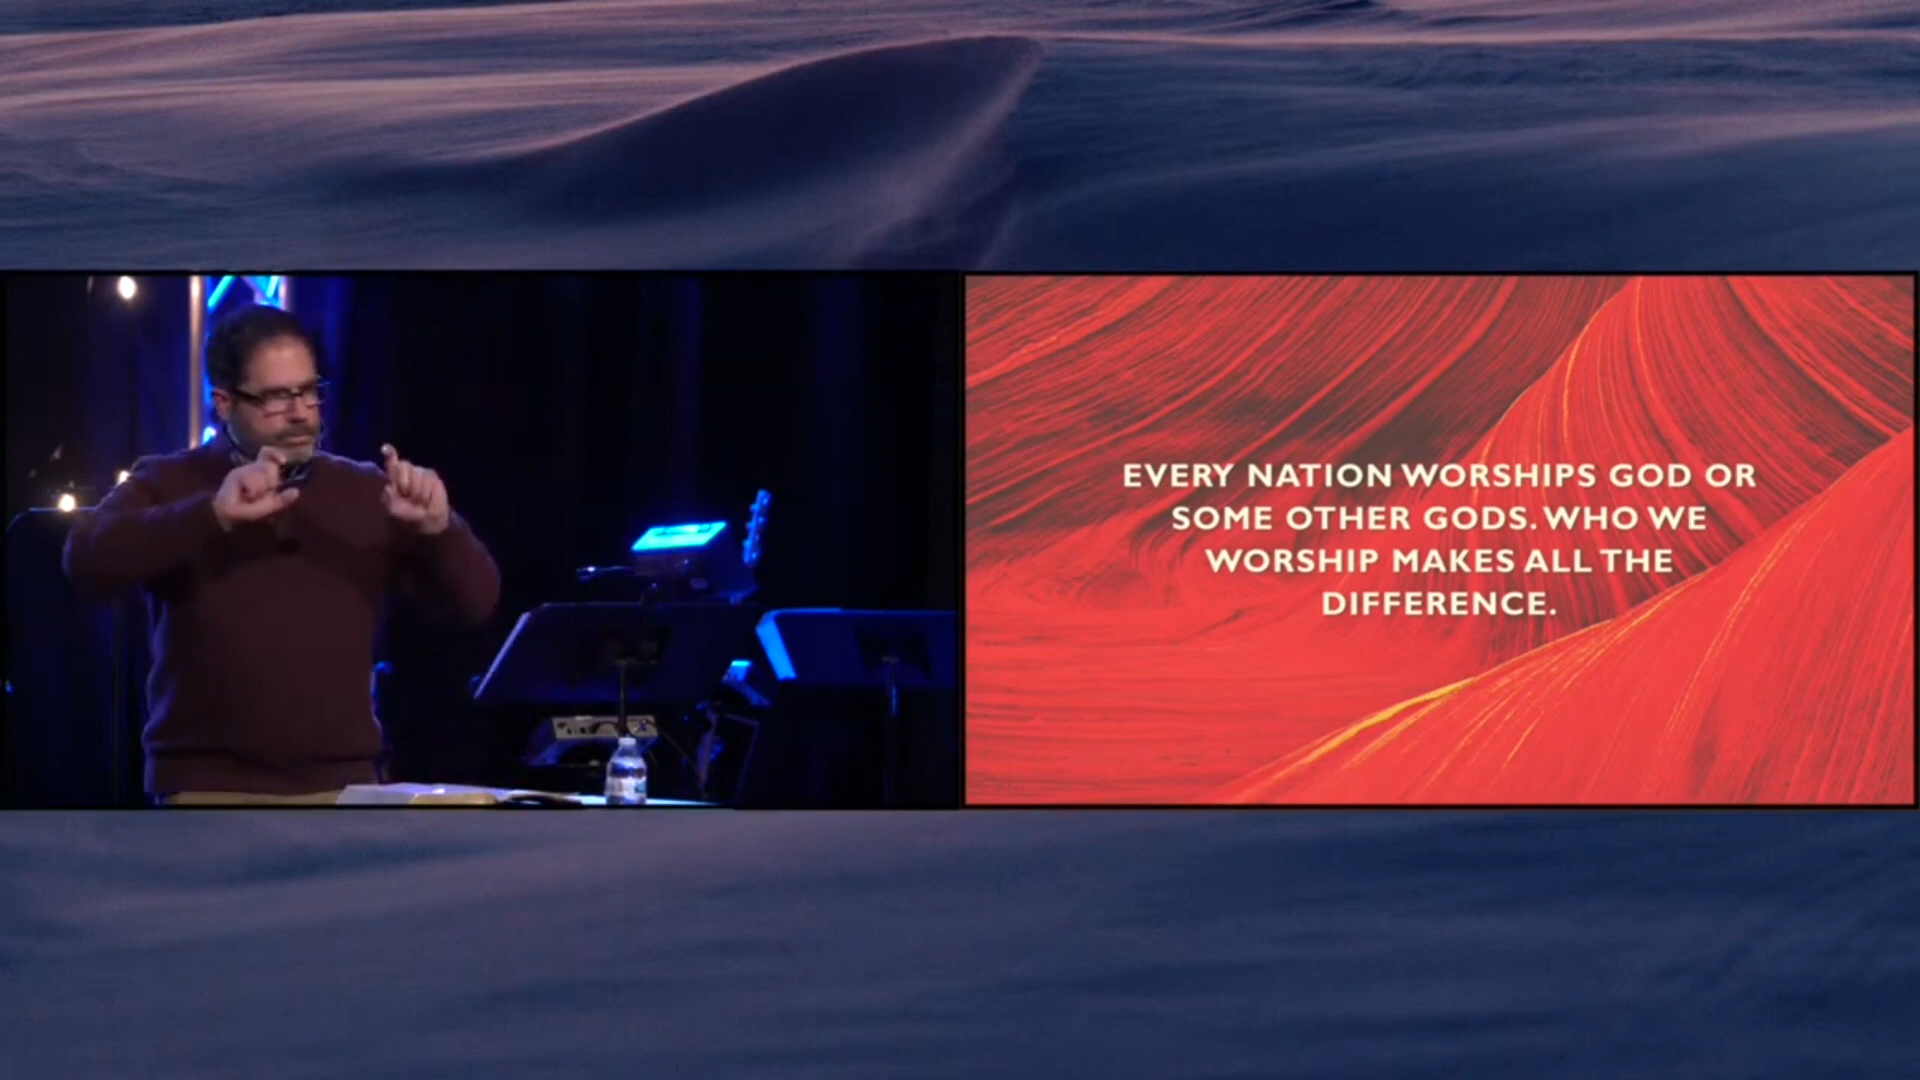 EVERY NATION WORSHIPS GOD OR
SOME OTHER GODS. WHO WE
WORSHIP MAKES ALL THE
DIFFERENCE.